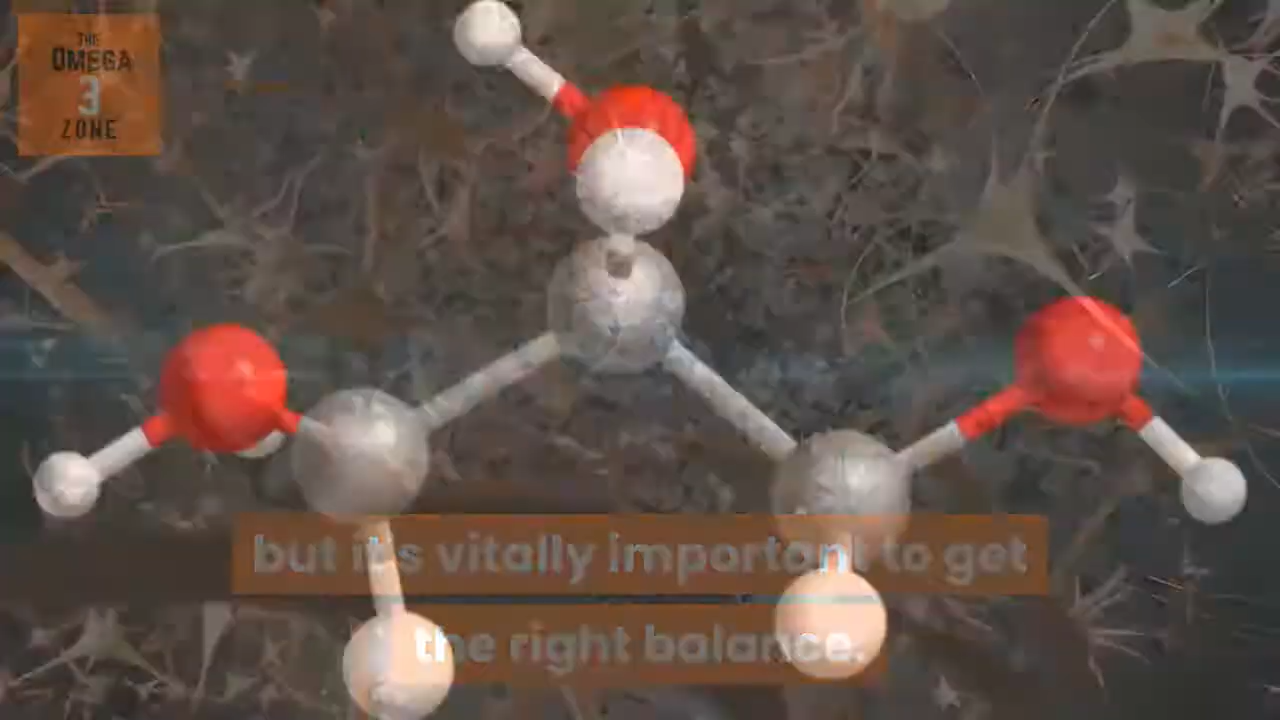 THE
OMEGA
3
ZONE
but it's vitally important to get
the right balance.